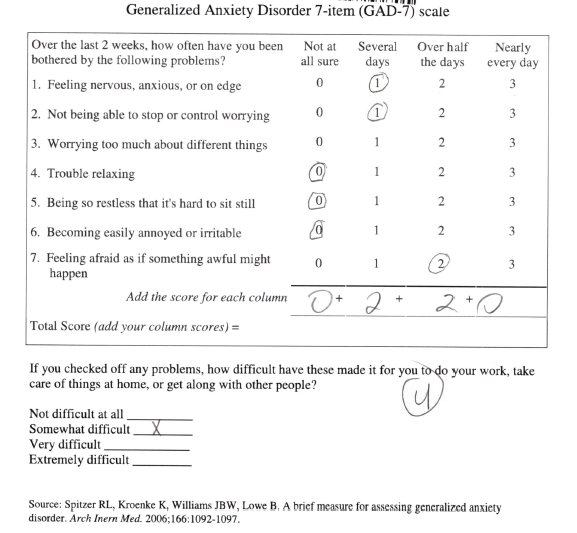 Generalized Anxiety Disorder 7-item (GAD-7) scale
Over the last 2 weeks, how often have you been bothered by the following problems? Not at all sure Several days Over half the days Nearly every day
1. Feeling nervous, anxious, or on edge 0 1 2 3
2. Not being able to stop or control worrying 0 1 2 3
3. Worrying too much about different things 0 1 2 3
4. Trouble relaxing 0 1 2 3
5. Being so restless that it's hard to sit still 0 1 2 3
6. Becoming easily annoyed or irritable 0 1 2 3
7. Feeling afraid as if something awful might happen 0 1 2 3
Add the score for each column 0 + 2 + 2 + 0
Total Score (add your column scores) =
If you checked off any problems, how difficult have these made it for you to do your work, take
care of things at home, or get along with other people?
4
Not difficult at all
Somewhat difficult X
Very difficult
Extremely difficult
Source: Spitzer RL, Kroenke K, Williams JBW, Lowe B. A brief measure for assessing generalized anxiety
disorder. Arch Inern Med. 2006;166:1092-1097.